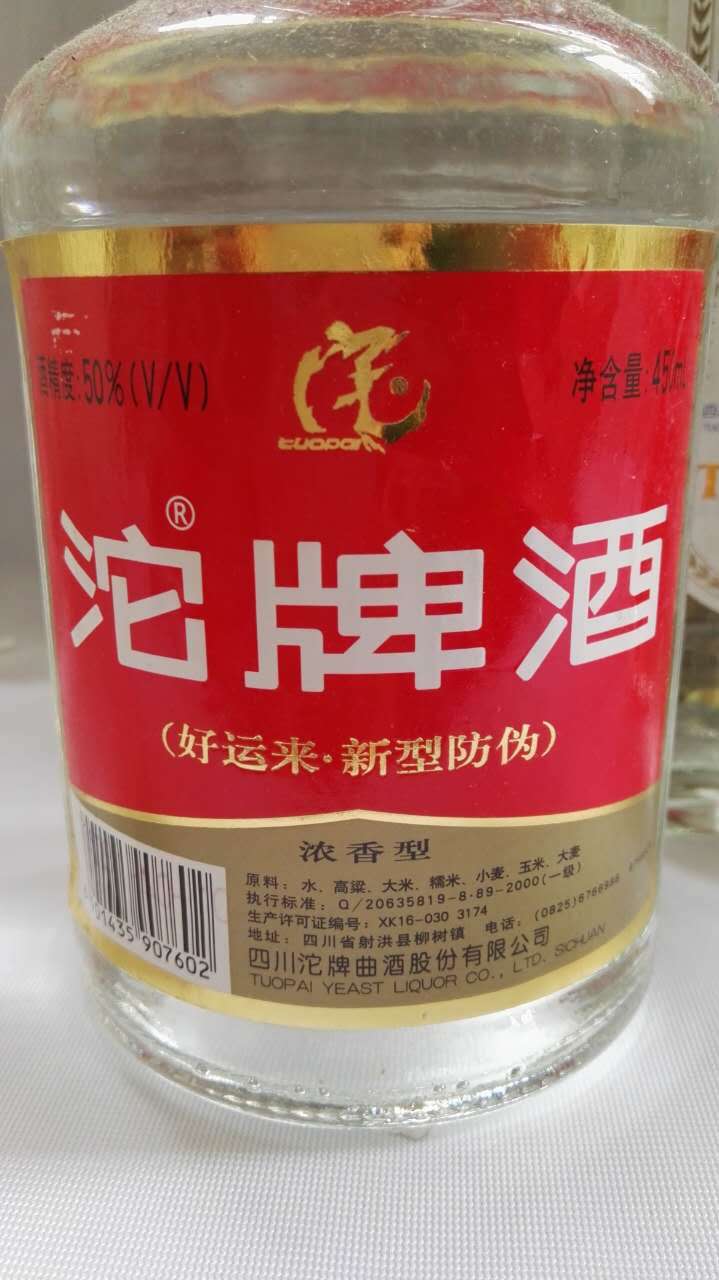 酒精度:50%(V/V)
净含量:45
tuopai
沱®牌酒
(好运来·新型防伪)
浓香型
原料: 水、高粱、大米、糯米、小麦、玉米、大麦
执行标准: Q/20635819-8·89-2000(一级)
生产许可证编号: XK16-030 3174 电话: (0825)6766988
地址: 四川省射洪县柳树镇
四川沱牌曲酒股份有限公司
TUOPAI YEAST LIQUOR CO., LTD. SICHUAN
01435 907602